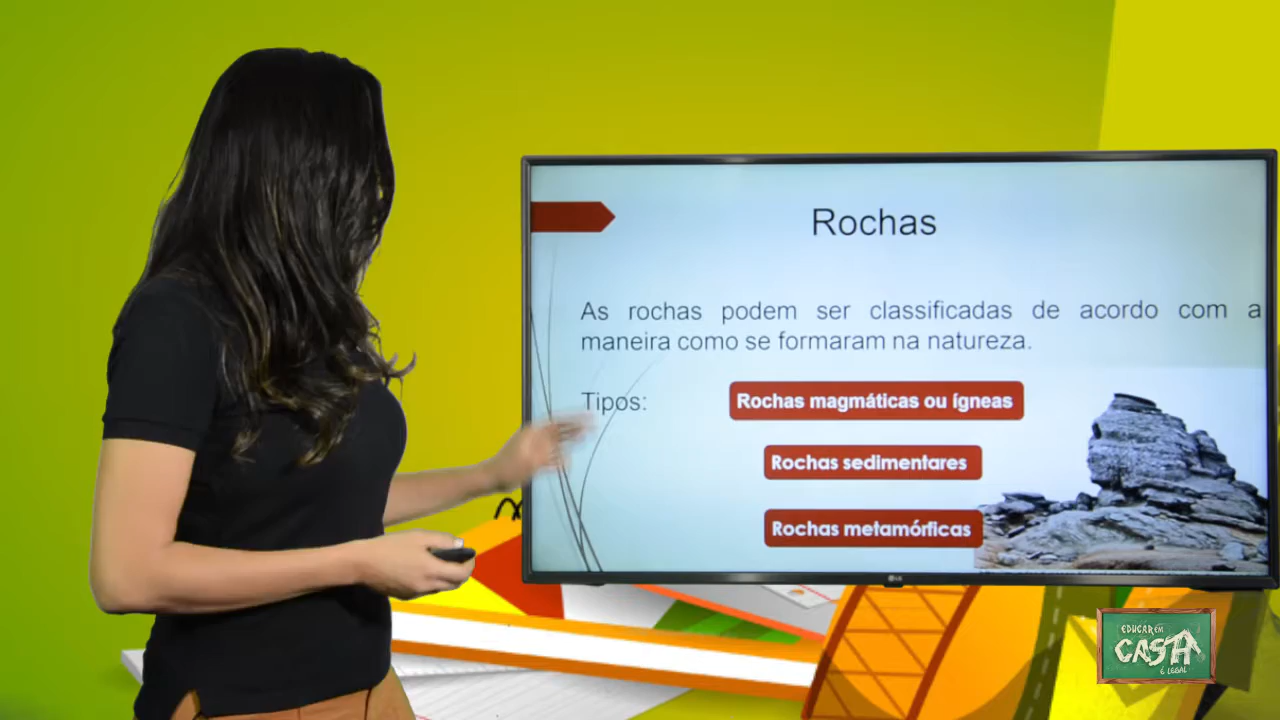 Rochas
As rochas podem ser classificadas de acordo com a
maneira como se formaram na natureza.
Tipos:
Rochas magmáticas ou ígneas
Rochas sedimentares
Rochas metamórficas
LG
EDUCAR EM
CASA
É LEGAL